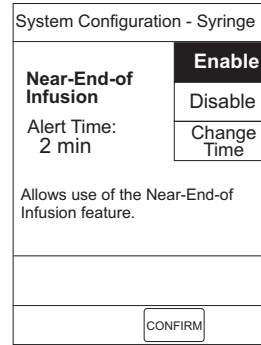 System Configuration - Syringe
Near-End-of
Infusion
Alert Time:
2 min
Enable
Disable
Change
Time
Allows use of the Near-End-of
Infusion feature.
CONFIRM